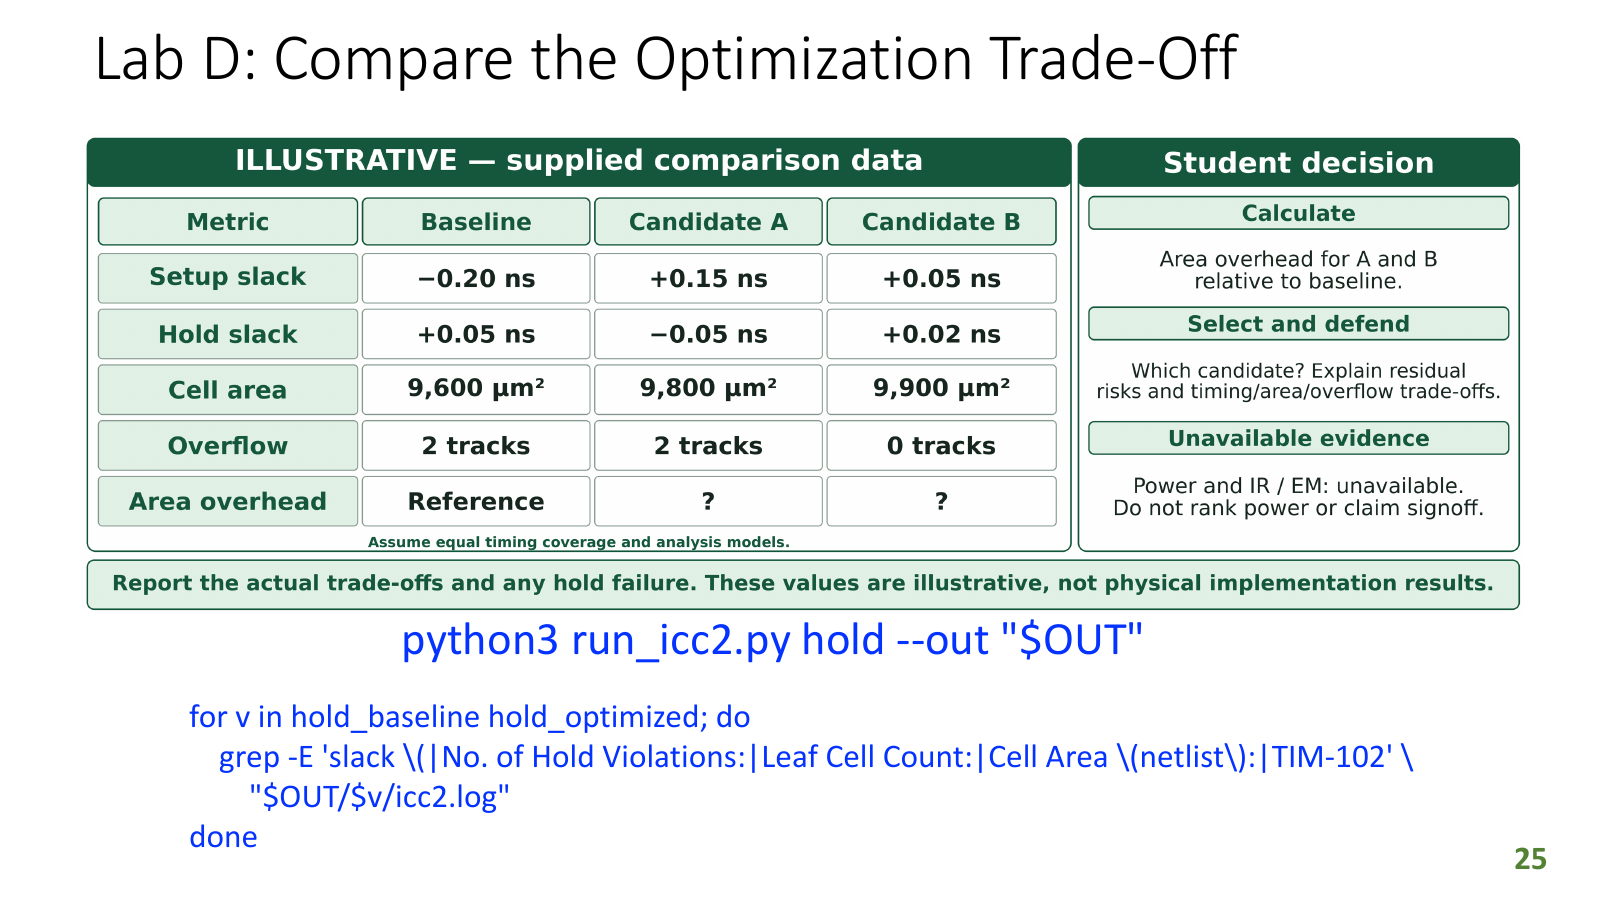 Lab D: Compare the Optimization Trade-Off
ILLUSTRATIVE — supplied comparison data
Metric Baseline Candidate A Candidate B
Setup slack −0.20 ns +0.15 ns +0.05 ns
Hold slack +0.05 ns −0.05 ns +0.02 ns
Cell area 9,600 µm² 9,800 µm² 9,900 µm²
Overflow 2 tracks 2 tracks 0 tracks
Area overhead Reference ? ?
Assume equal timing coverage and analysis models.
Student decision
Calculate
Area overhead for A and B
relative to baseline.
Select and defend
Which candidate? Explain residual
risks and timing/area/overflow trade-offs.
Unavailable evidence
Power and IR / EM: unavailable.
Do not rank power or claim signoff.
Report the actual trade-offs and any hold failure. These values are illustrative, not physical implementation results.
python3 run_icc2.py hold --out "$OUT"
for v in hold_baseline hold_optimized; do
grep -E 'slack \(|No. of Hold Violations:|Leaf Cell Count:|Cell Area \(netlist\):|TIM-102' \
"$OUT/$v/icc2.log"
done
25